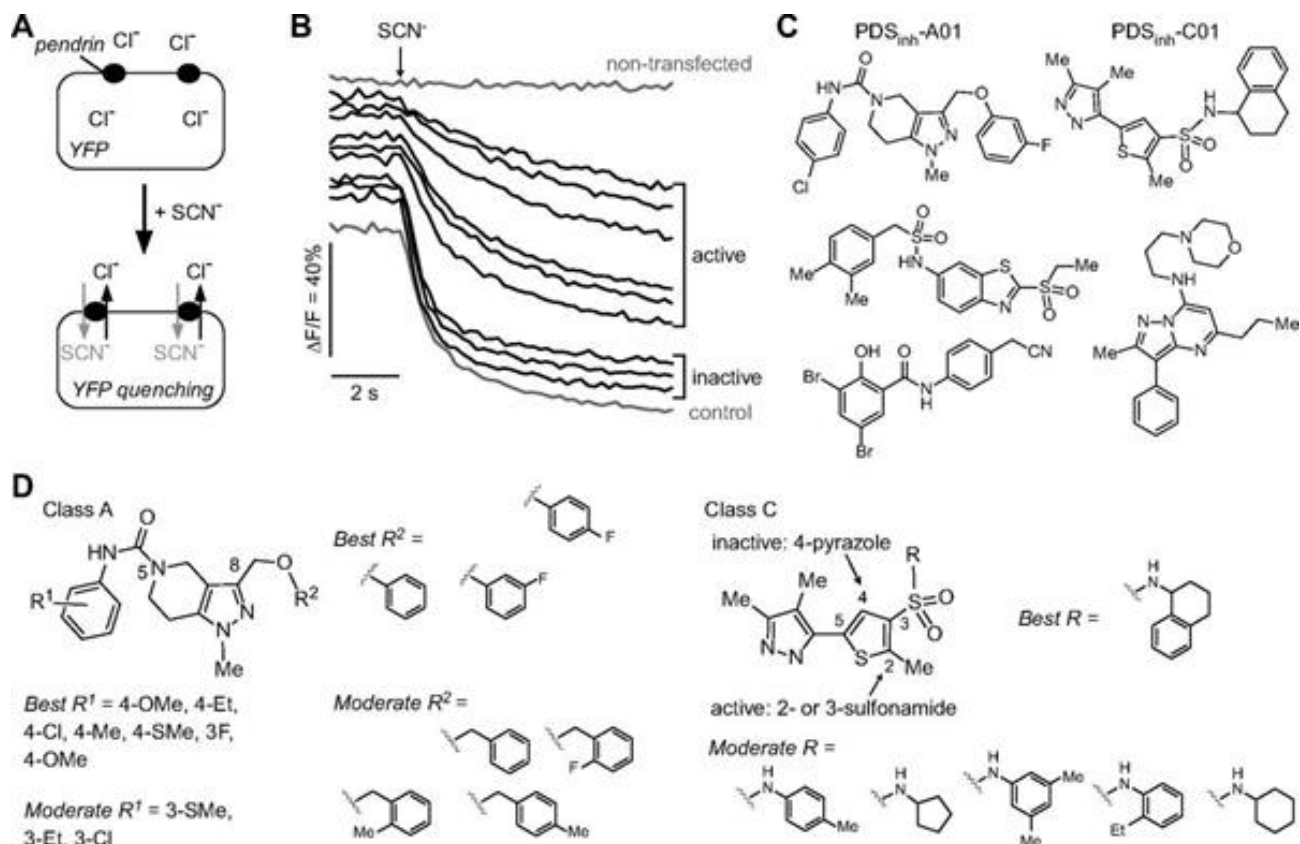 A
pendrin
Cl⁻
Cl⁻
Cl⁻
Cl⁻
YFP
+ SCN⁻
Cl⁻
Cl⁻
SCN⁻
SCN⁻
YFP quenching
B
SCN⁻
non-transfected
active
inactive
control
ΔF/F = 40%
2 s
C
PDSinh-A01
PDSinh-C01
O
HN
N
O
N
N
Me
F
Cl
Me
Me
N
N
S
Me
H
N
S
O
O
O
S
O
HN
Me
Me
S
N
S
O
O
Me
N
O
NH
N
N
N
Me
Me
OH
O
Br
Br
N
H
CN
D
Class A
O
HN
N
5
8
O
R²
R¹
N
N
Me
Best R² =
F
F
Best R¹ = 4-OMe, 4-Et,
4-Cl, 4-Me, 4-SMe, 3F,
4-OMe
Moderate R¹ = 3-SMe,
3-Et, 3-Cl
Moderate R² =
F
Me
Me
Class C
inactive: 4-pyrazole
R
Me
Me
4
S
O
O
5
3
N
N
S
2
Me
active: 2- or 3-sulfonamide
Best R =
H
N
Moderate R =
H
N
Me
H
N
H
N
Me
Me
H
N
Et
H
N